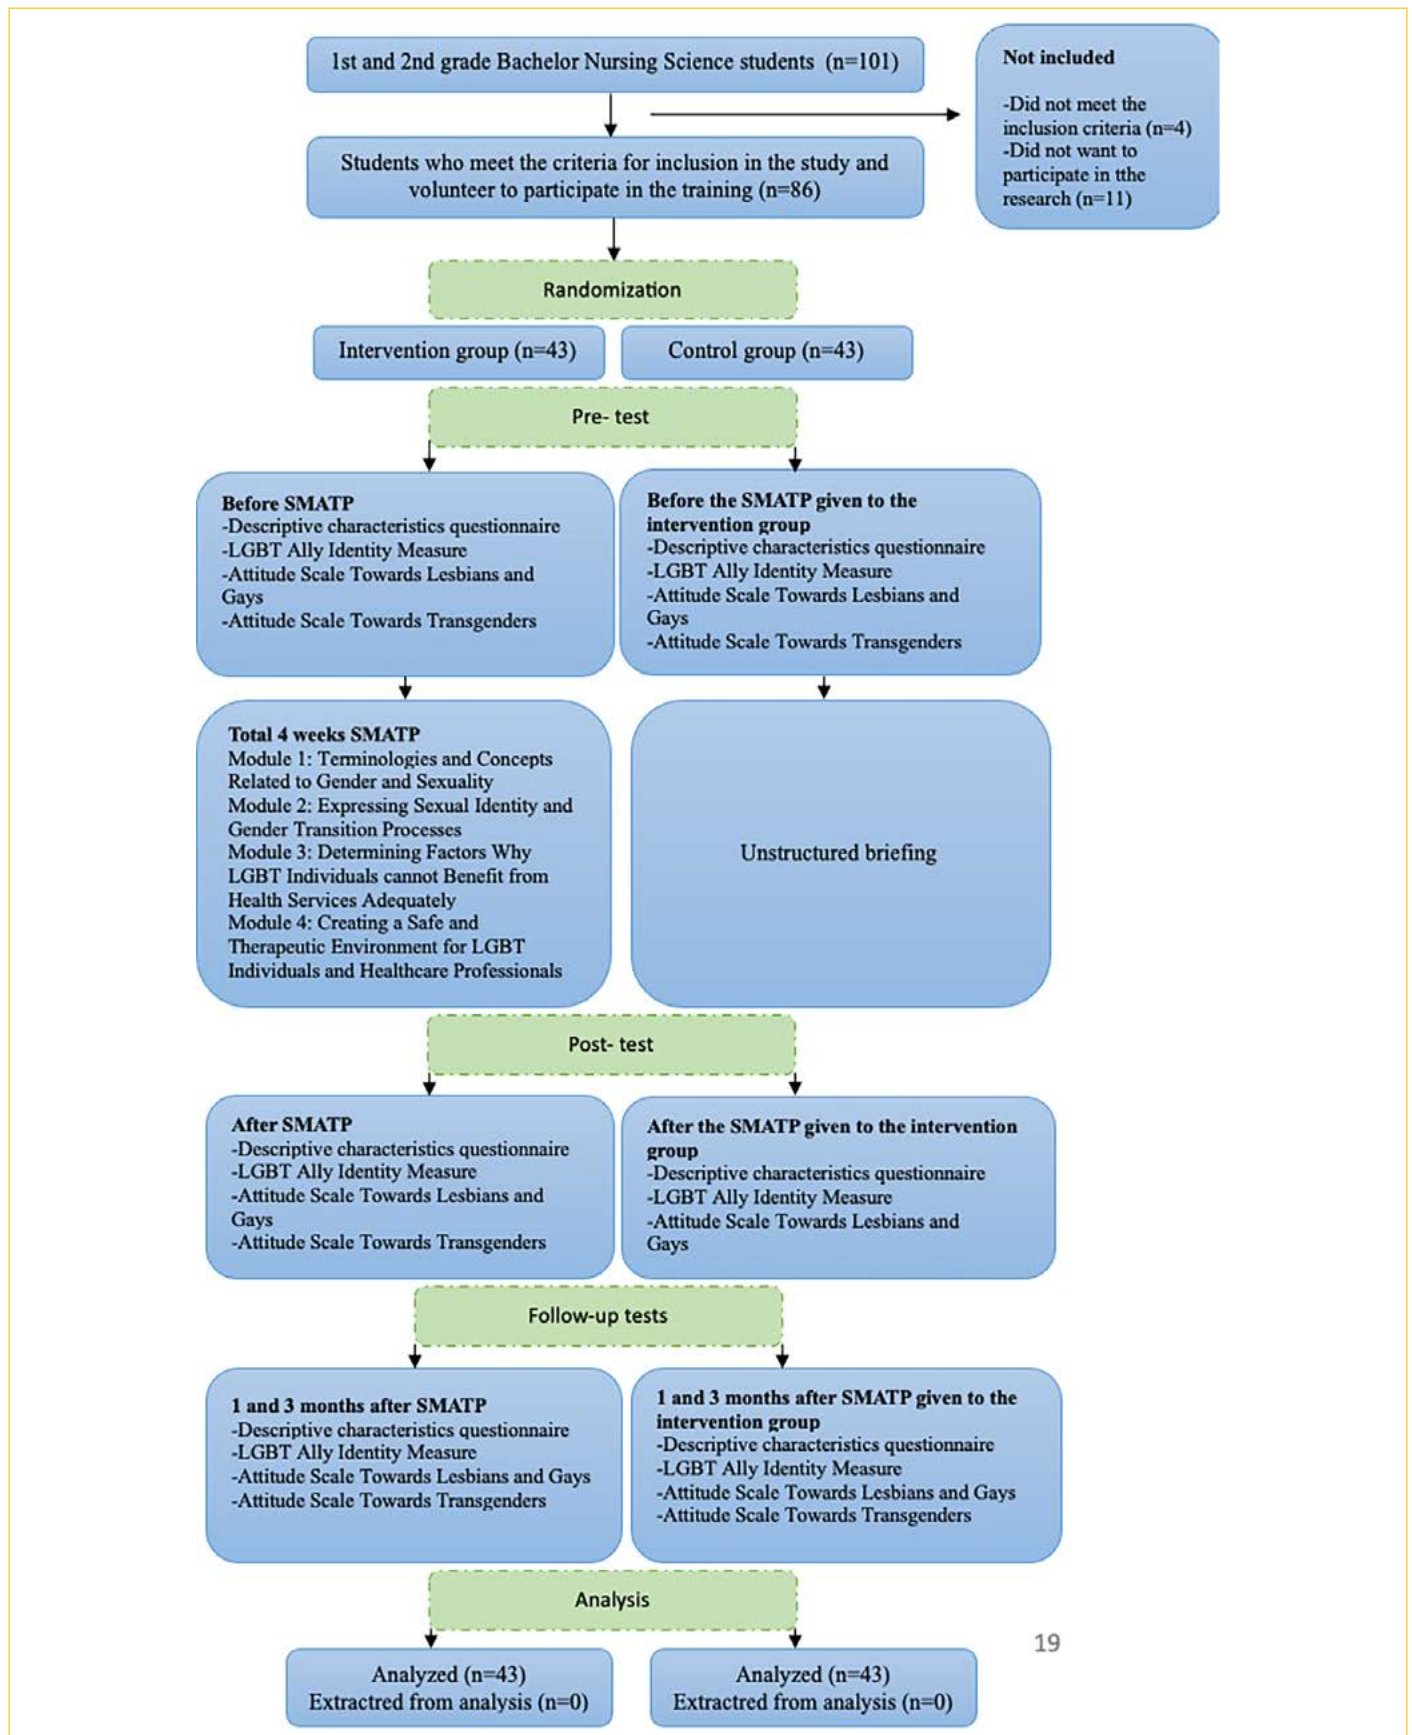 1st and 2nd grade Bachelor Nursing Science students (n=101)
Not included
-Did not meet the
inclusion criteria (n=4)
-Did not want to
participate in tthe
research (n=11)
Students who meet the criteria for inclusion in the study and
volunteer to participate in the training (n=86)
Randomization
Intervention group (n=43)
Control group (n=43)
Pre- test
Before SMATP
-Descriptive characteristics questionnaire
-LGBT Ally Identity Measure
-Attitude Scale Towards Lesbians and
Gays
-Attitude Scale Towards Transgenders
Before the SMATP given to the
intervention group
-Descriptive characteristics questionnaire
-LGBT Ally Identity Measure
-Attitude Scale Towards Lesbians and
Gays
-Attitude Scale Towards Transgenders
Total 4 weeks SMATP
Module 1: Terminologies and Concepts
Related to Gender and Sexuality
Module 2: Expressing Sexual Identity and
Gender Transition Processes
Module 3: Determining Factors Why
LGBT Individuals cannot Benefit from
Health Services Adequately
Module 4: Creating a Safe and
Therapeutic Environment for LGBT
Individuals and Healthcare Professionals
Unstructured briefing
Post- test
After SMATP
-Descriptive characteristics questionnaire
-LGBT Ally Identity Measure
-Attitude Scale Towards Lesbians and
Gays
-Attitude Scale Towards Transgenders
After the SMATP given to the intervention
group
-Descriptive characteristics questionnaire
-LGBT Ally Identity Measure
-Attitude Scale Towards Lesbians and
Gays
Follow-up tests
1 and 3 months after SMATP
-Descriptive characteristics questionnaire
-LGBT Ally Identity Measure
-Attitude Scale Towards Lesbians and Gays
-Attitude Scale Towards Transgenders
1 and 3 months after SMATP given to the
intervention group
-Descriptive characteristics questionnaire
-LGBT Ally Identity Measure
-Attitude Scale Towards Lesbians and Gays
-Attitude Scale Towards Transgenders
Analysis
19
Analyzed (n=43)
Extractred from analysis (n=0)
Analyzed (n=43)
Extractred from analysis (n=0)